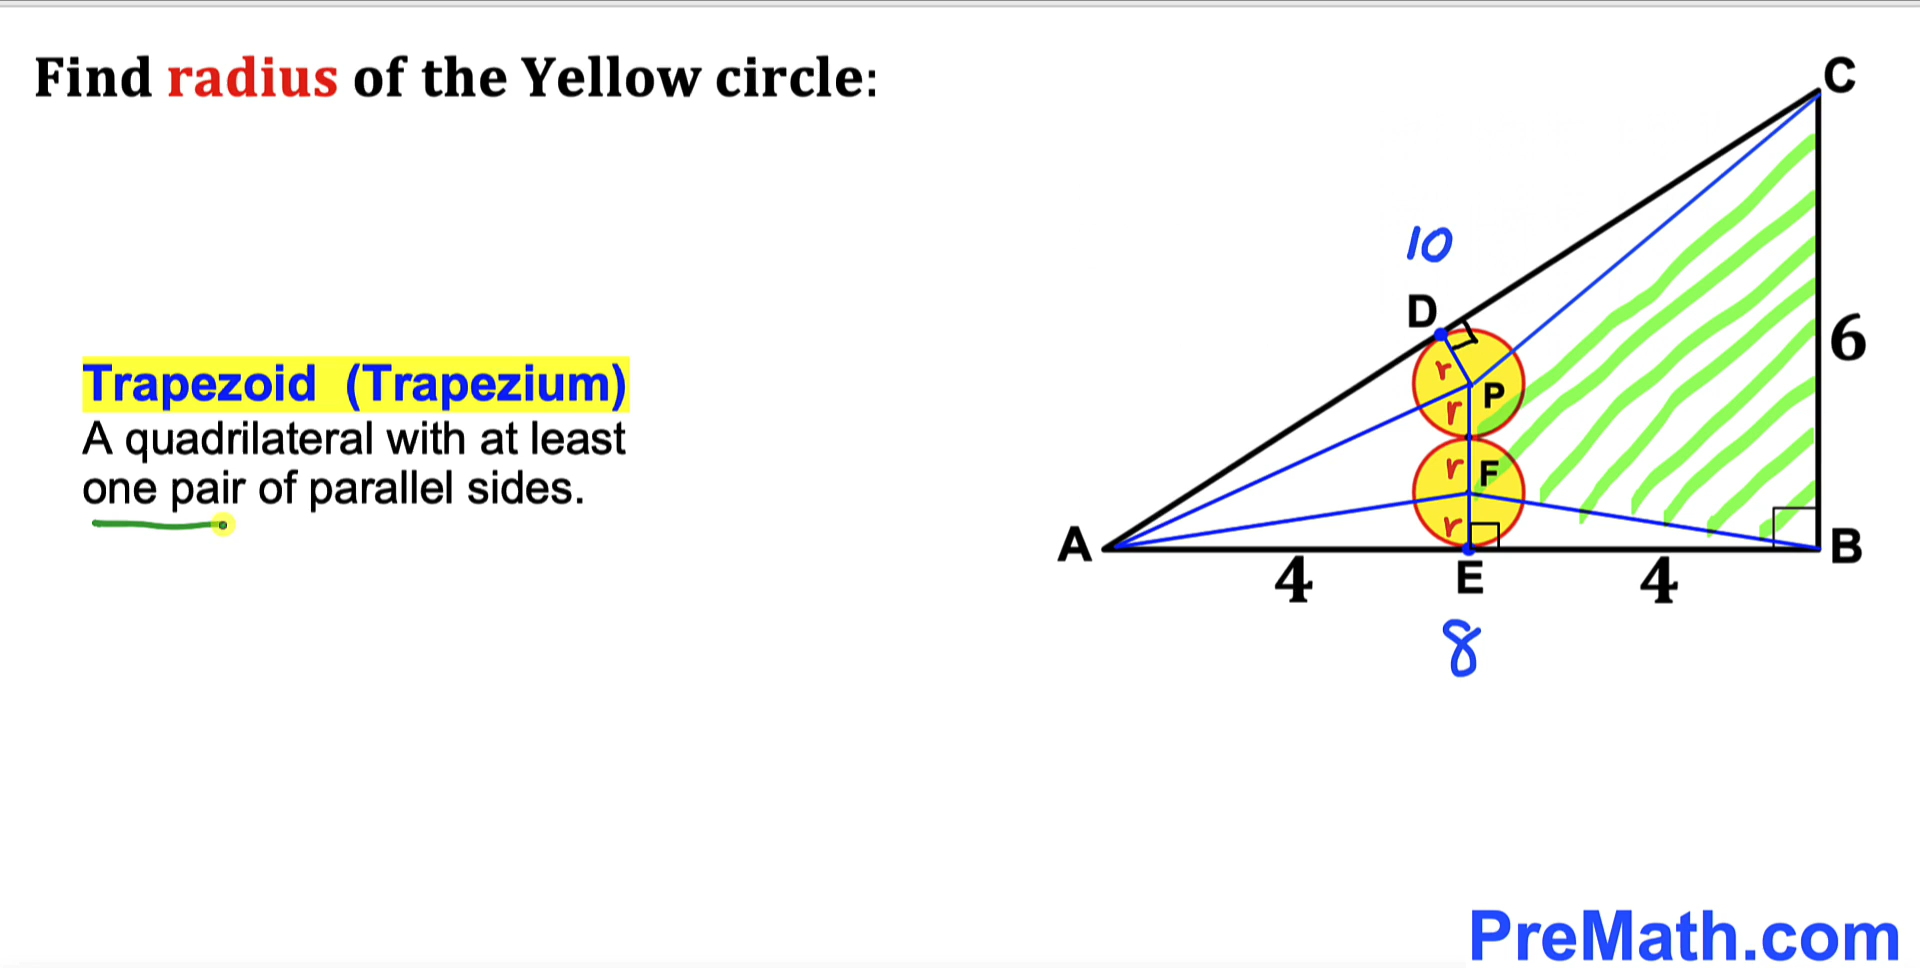 Find radius of the Yellow circle:
C
10
D
6
Trapezoid (Trapezium)
A quadrilateral with at least
one pair of parallel sides.
r
P
r
r
F
r
A
B
4
E
4
8
PreMath.com